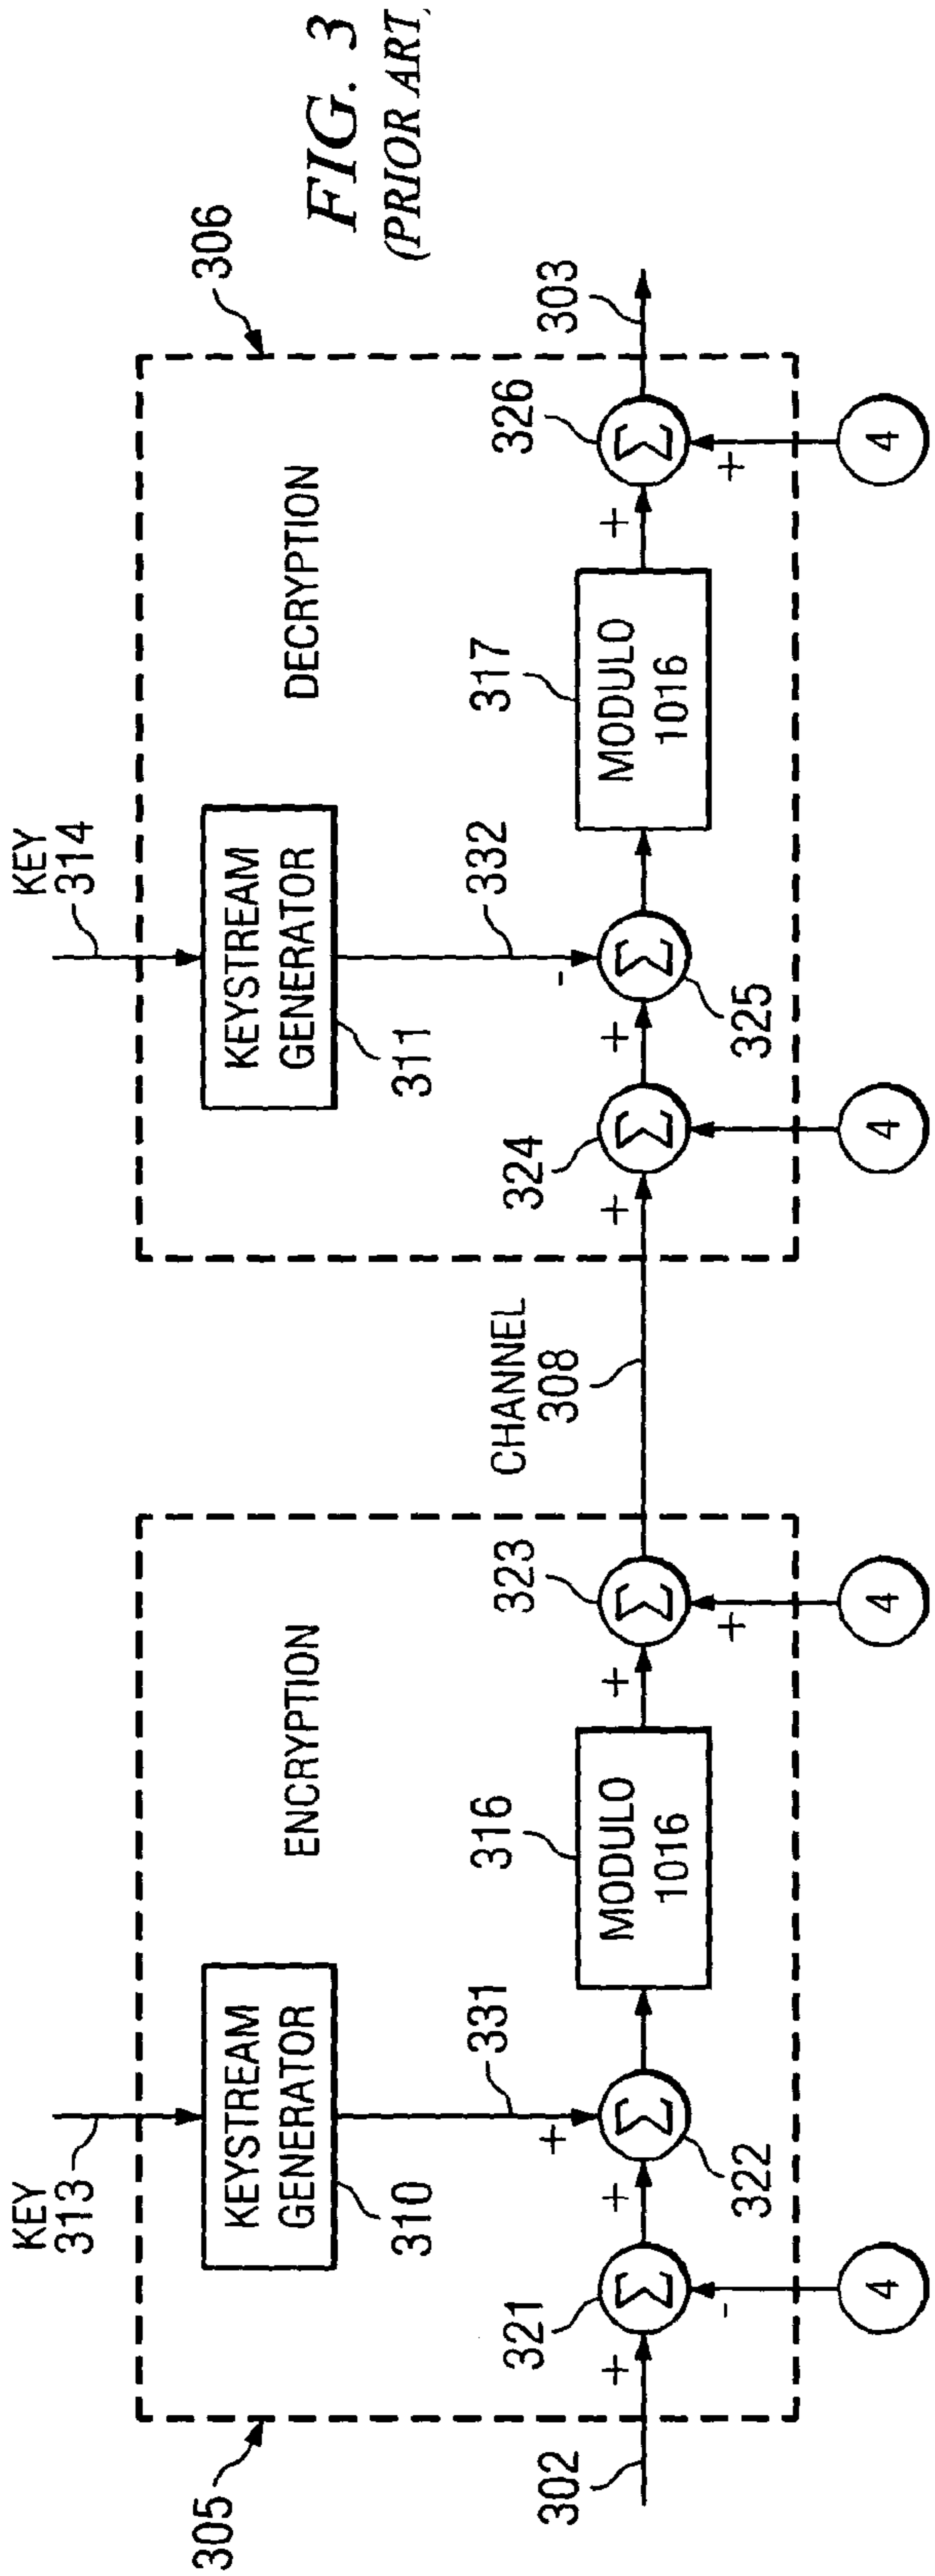 FIG. 3
(PRIOR ART)
305
KEY
313
KEYSTREAM
GENERATOR
310
ENCRYPTION
331
+
302
+
321
-
4
+
322
MODULO
1016
316
+
323
+
4
CHANNEL
308
306
KEY
314
KEYSTREAM
GENERATOR
311
DECRYPTION
332
-
+
324
Σ
4
+
325
Σ
MODULO
1016
317
+
326
Σ
+
4
303
Σ
Σ
Σ